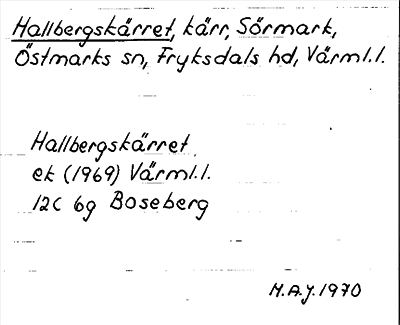 Hallbergskärret, kärr, Sörmark,
Östmarks sn, Fryksdals hd, Värml.l.
Hallbergskärret
ek (1969) Värml.l.
12C 6g Boseberg
M.A.J. 1970